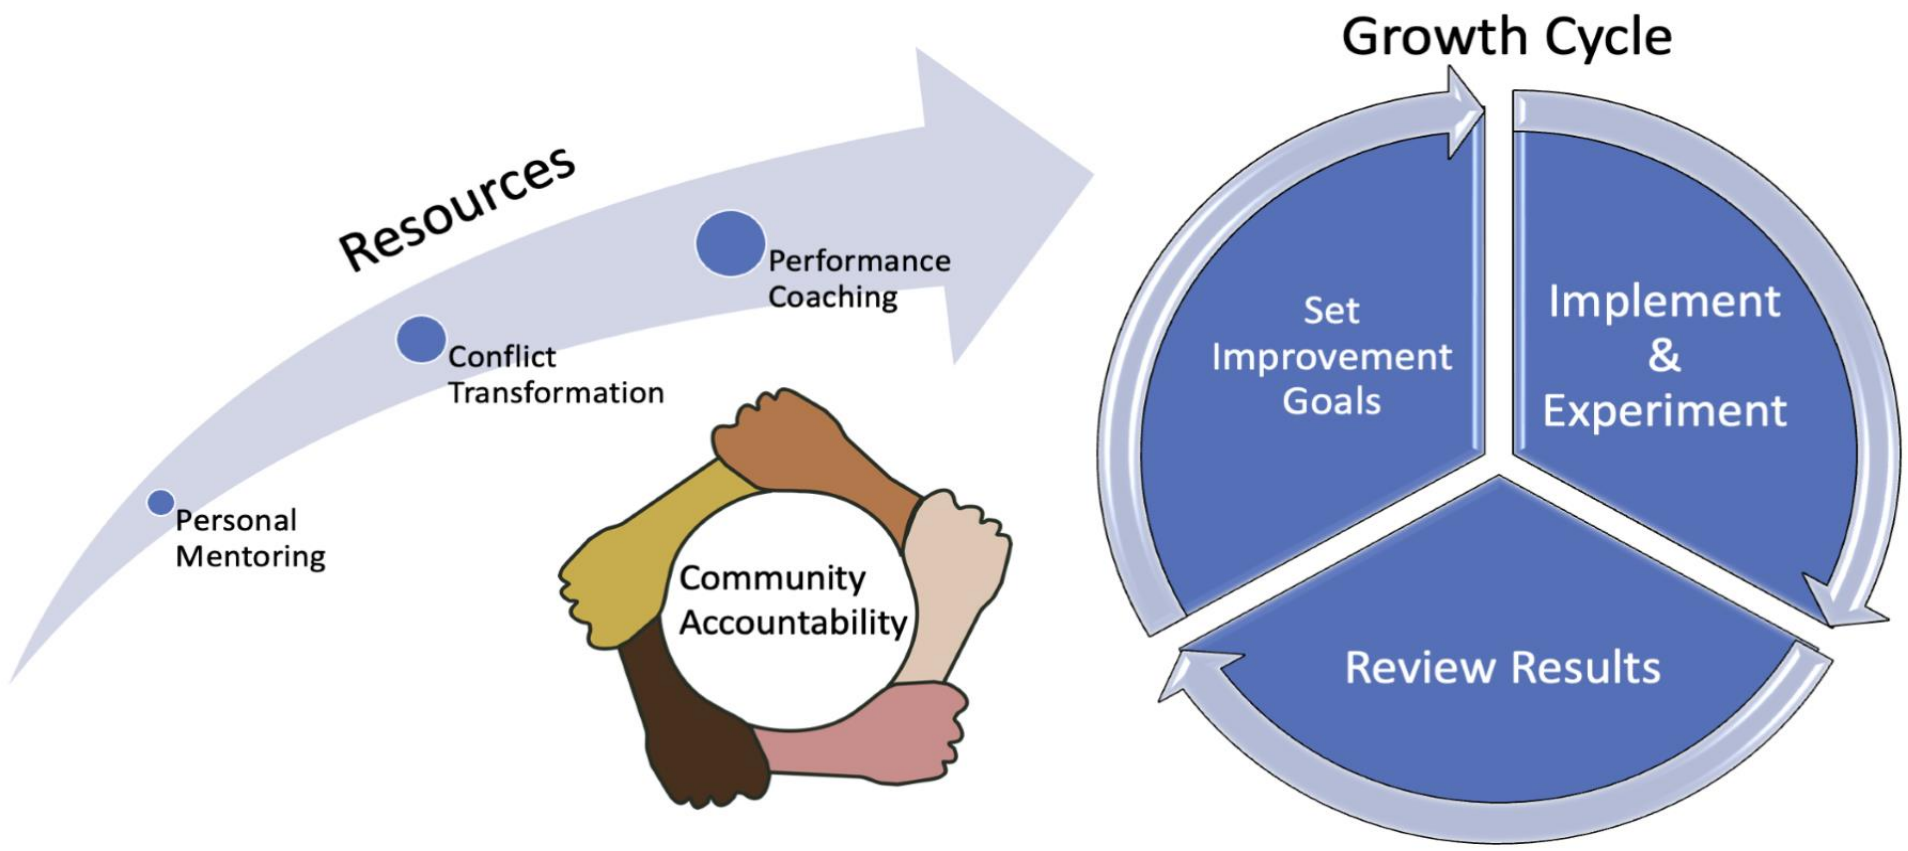 Growth Cycle
Resources
Performance
Coaching
Conflict
Transformation
Personal
Mentoring
Community
Accountability
Set
Improvement
Goals
Implement
&
Experiment
Review Results